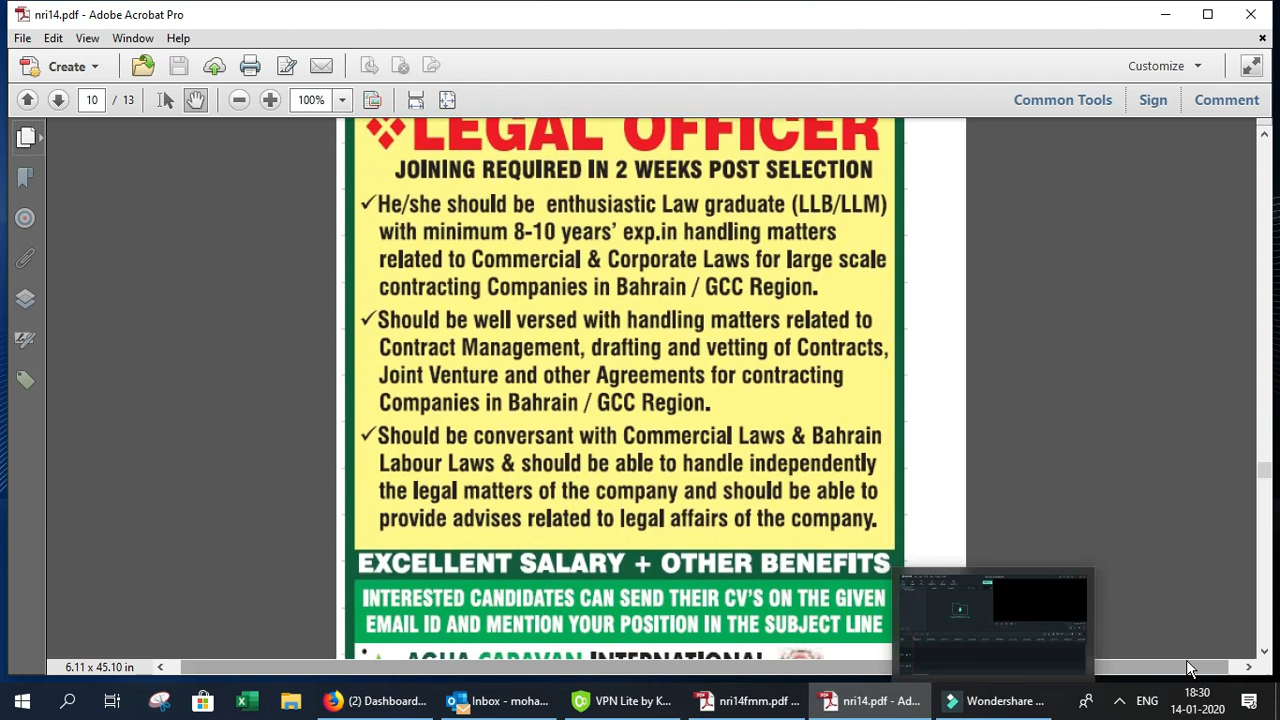 nri14.pdf - Adobe Acrobat Pro
File Edit View Window Help
Create
Customize
10 / 13
100%
Common Tools
Sign
Comment
❖LEGAL OFFICER
JOINING REQUIRED IN 2 WEEKS POST SELECTION
✓He/she should be enthusiastic Law graduate (LLB/LLM)
with minimum 8-10 years’ exp.in handling matters
related to Commercial & Corporate Laws for large scale
contracting Companies in Bahrain / GCC Region.
✓Should be well versed with handling matters related to
Contract Management, drafting and vetting of Contracts,
Joint Venture and other Agreements for contracting
Companies in Bahrain / GCC Region.
✓Should be conversant with Commercial Laws & Bahrain
Labour Laws & should be able to handle independently
the legal matters of the company and should be able to
provide advises related to legal affairs of the company.
EXCELLENT SALARY + OTHER BENEFITS
INTERESTED CANDIDATES CAN SEND THEIR CV'S ON THE GIVEN
EMAIL ID AND MENTION YOUR POSITION IN THE SUBJECT LINE
INTERNATIONAL
6.11 x 45.10 in
(2) Dashboard...
Inbox - moha...
VPN Lite by K...
nri14fmm.pdf ...
nri14.pdf - Ad...
Wondershare ...
ENG
18:30
14-01-2020